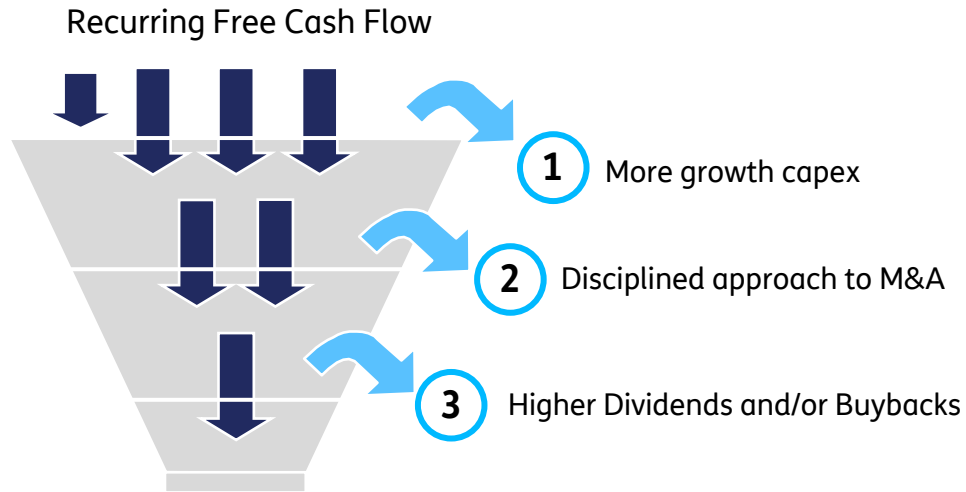 Recurring Free Cash Flow
1 More growth capex
2 Disciplined approach to M&A
3 Higher Dividends and/or Buybacks